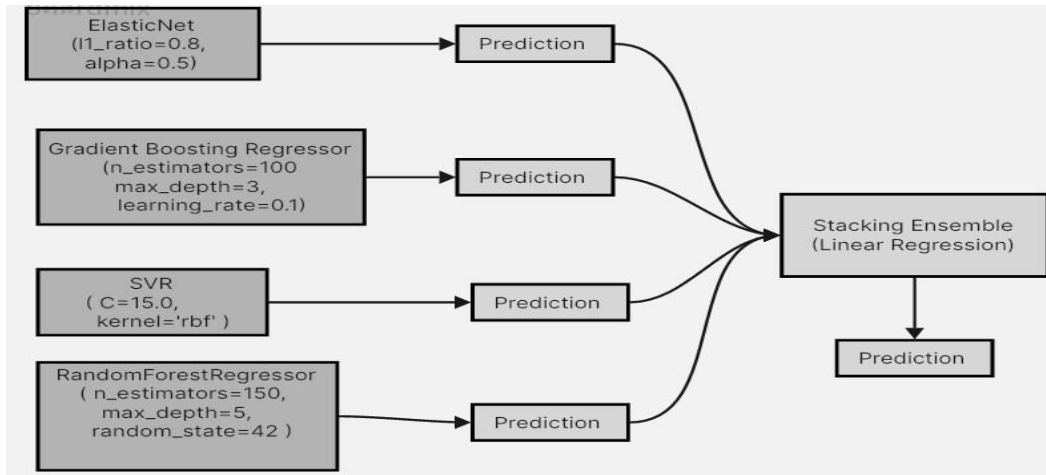 ElasticNet
(l1_ratio=0.8,
alpha=0.5)
Prediction
Gradient Boosting Regressor
(n_estimators=100
max_depth=3,
learning_rate=0.1)
Prediction
SVR
( C=15.0,
kernel='rbf' )
Prediction
RandomForestRegressor
( n_estimators=150,
max_depth=5,
random_state=42 )
Prediction
Stacking Ensemble
(Linear Regression)
Prediction